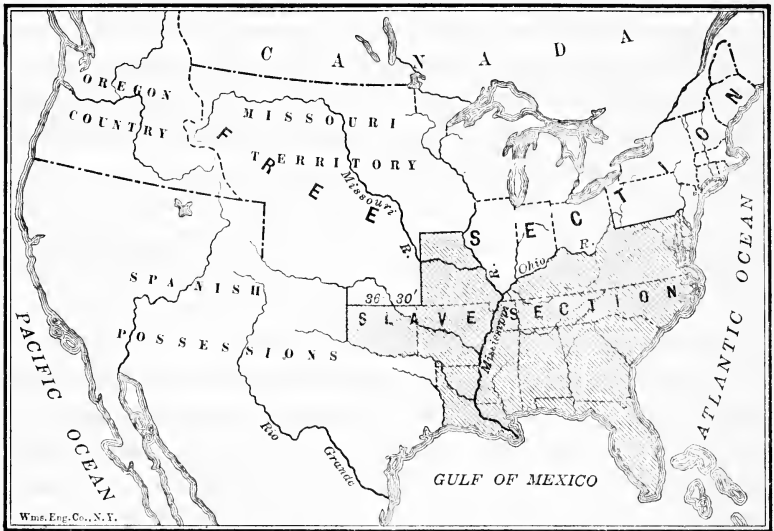 CANADA
OREGON
COUNTRY
MISSOURI
TERRITORY
FREE SECTION
Missouri
R.
R.
Ohio
R.
SPANISH
POSSESSIONS
36 30'
SLAVE SECTION
Mississippi
PACIFIC OCEAN
ATLANTIC OCEAN
Rio Grande
GULF OF MEXICO
Wms. Eng. Co., N.Y.